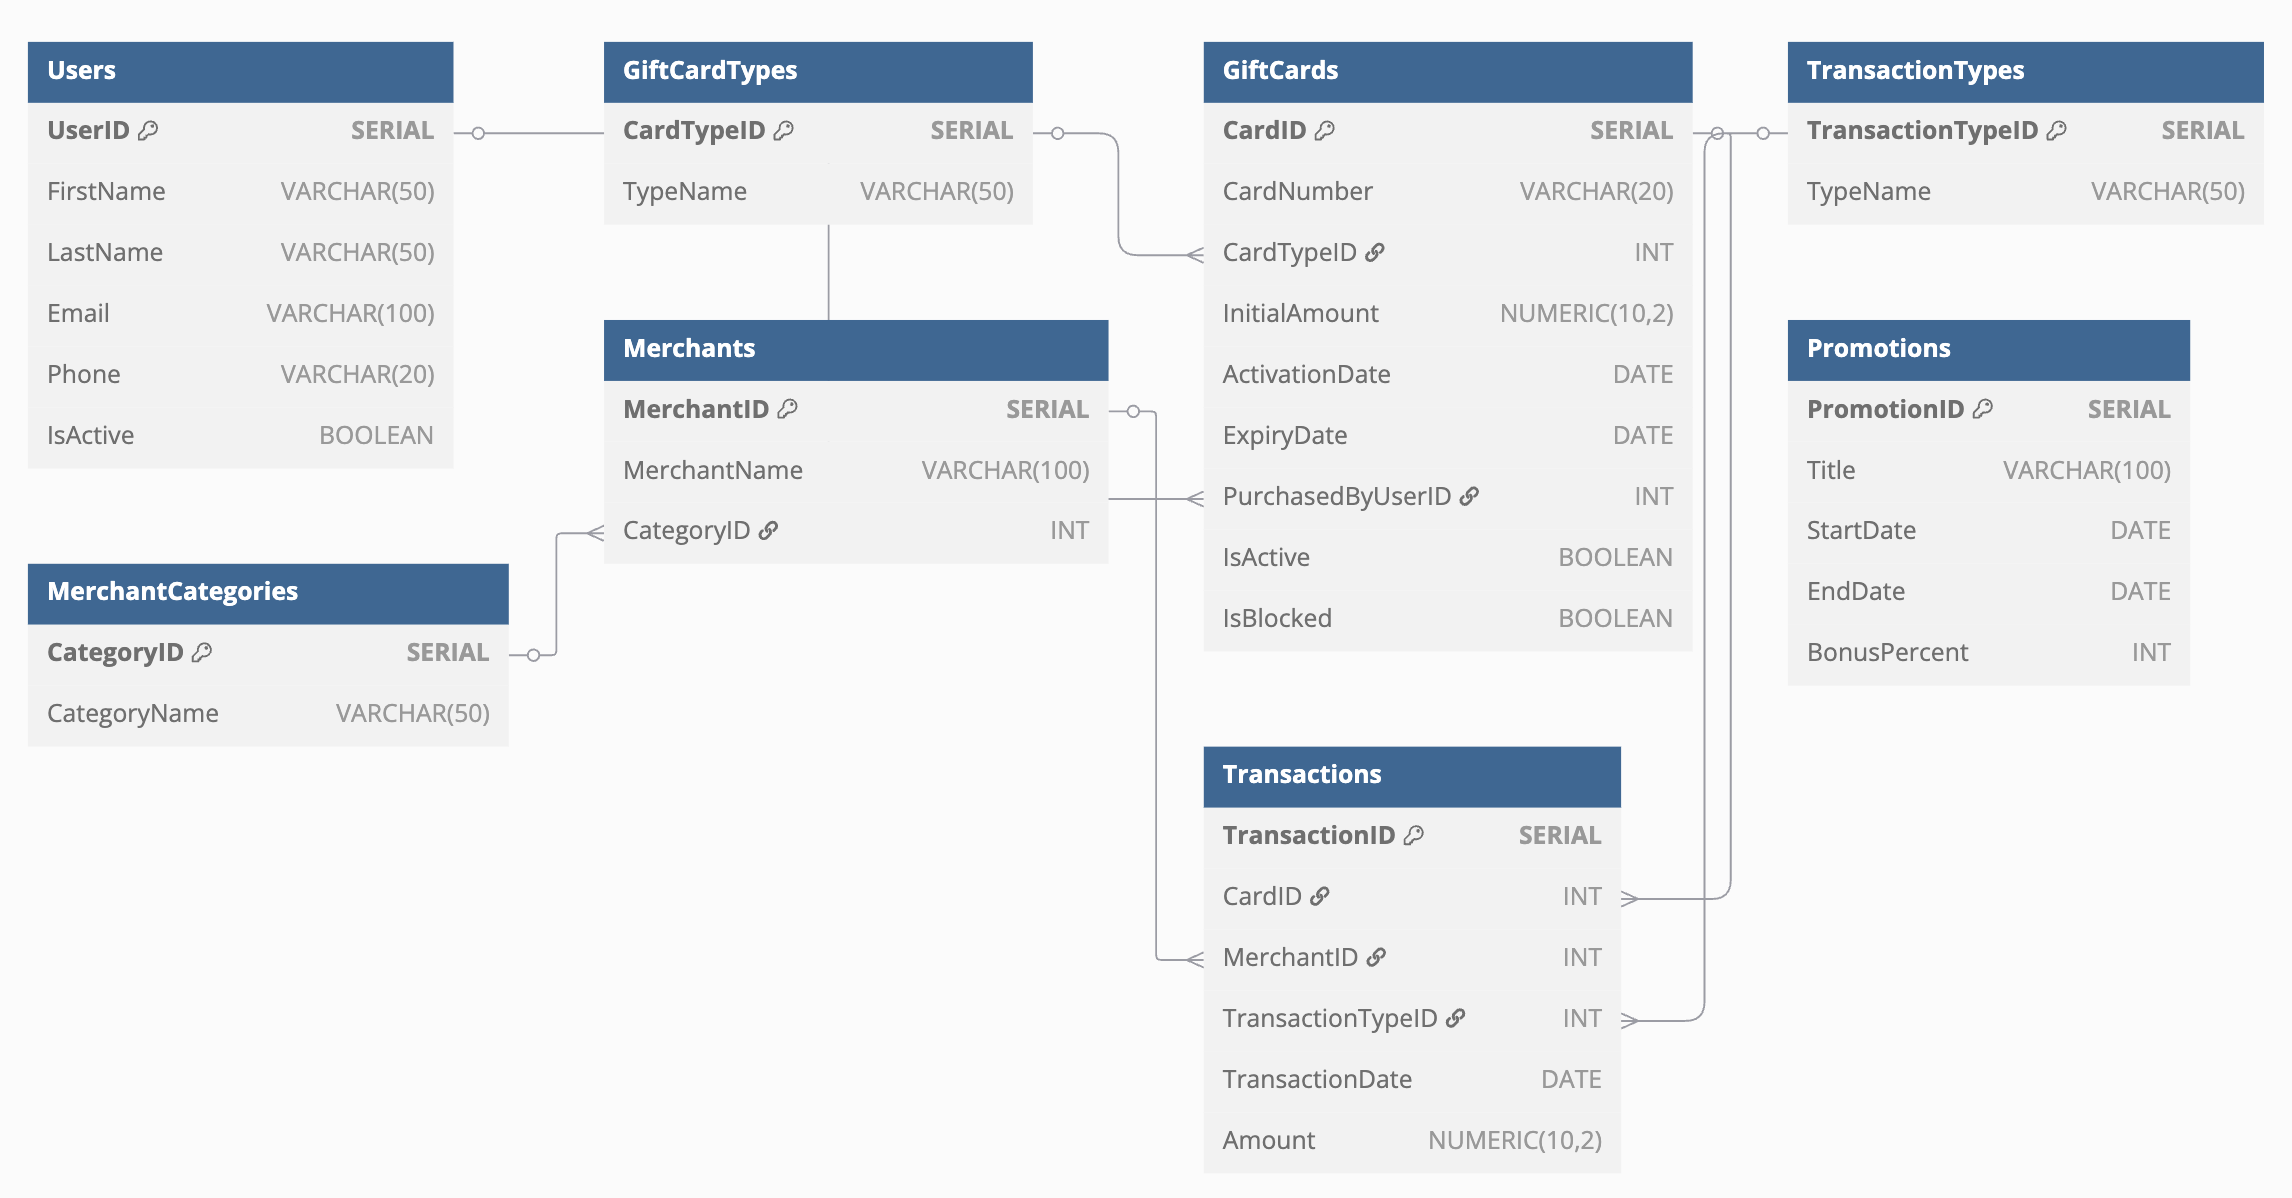 Users
UserID SERIAL
FirstName VARCHAR(50)
LastName VARCHAR(50)
Email VARCHAR(100)
Phone VARCHAR(20)
IsActive BOOLEAN
MerchantCategories
CategoryID SERIAL
CategoryName VARCHAR(50)
GiftCardTypes
CardTypeID SERIAL
TypeName VARCHAR(50)
Merchants
MerchantID SERIAL
MerchantName VARCHAR(100)
CategoryID INT
GiftCards
CardID SERIAL
CardNumber VARCHAR(20)
CardTypeID INT
InitialAmount NUMERIC(10,2)
ActivationDate DATE
ExpiryDate DATE
PurchasedByUserID INT
IsActive BOOLEAN
IsBlocked BOOLEAN
Transactions
TransactionID SERIAL
CardID INT
MerchantID INT
TransactionTypeID INT
TransactionDate DATE
Amount NUMERIC(10,2)
TransactionTypes
TransactionTypeID SERIAL
TypeName VARCHAR(50)
Promotions
PromotionID SERIAL
Title VARCHAR(100)
StartDate DATE
EndDate DATE
BonusPercent INT